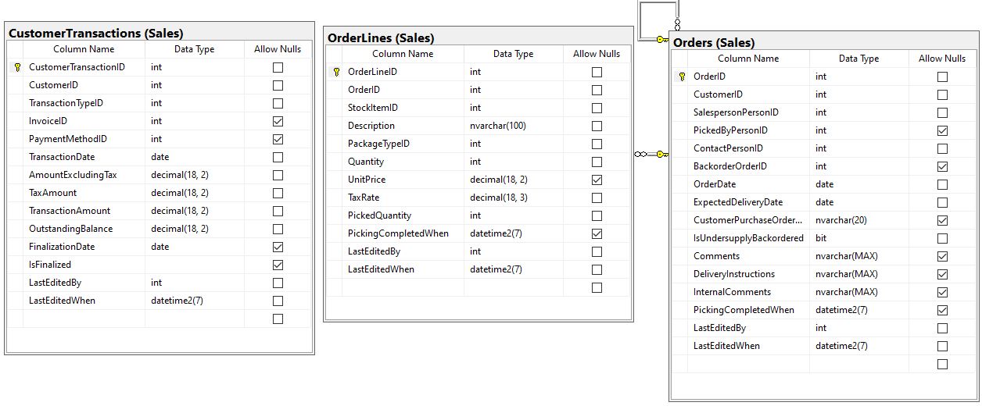 CustomerTransactions (Sales)
Column Name Data Type Allow Nulls
CustomerTransactionID int
CustomerID int
TransactionTypeID int
InvoiceID int
PaymentMethodID int
TransactionDate date
AmountExcludingTax decimal(18, 2)
TaxAmount decimal(18, 2)
TransactionAmount decimal(18, 2)
OutstandingBalance decimal(18, 2)
FinalizationDate date
IsFinalized
LastEditedBy int
LastEditedWhen datetime2(7)
OrderLines (Sales)
Column Name Data Type Allow Nulls
OrderLineID int
OrderID int
StockItemID int
Description nvarchar(100)
PackageTypeID int
Quantity int
UnitPrice decimal(18, 2)
TaxRate decimal(18, 3)
PickedQuantity int
PickingCompletedWhen datetime2(7)
LastEditedBy int
LastEditedWhen datetime2(7)
Orders (Sales)
Column Name Data Type Allow Nulls
OrderID int
CustomerID int
SalespersonPersonID int
PickedByPersonID int
ContactPersonID int
BackorderOrderID int
OrderDate date
ExpectedDeliveryDate date
CustomerPurchaseOrder... nvarchar(20)
IsUndersupplyBackordered bit
Comments nvarchar(MAX)
DeliveryInstructions nvarchar(MAX)
InternalComments nvarchar(MAX)
PickingCompletedWhen datetime2(7)
LastEditedBy int
LastEditedWhen datetime2(7)